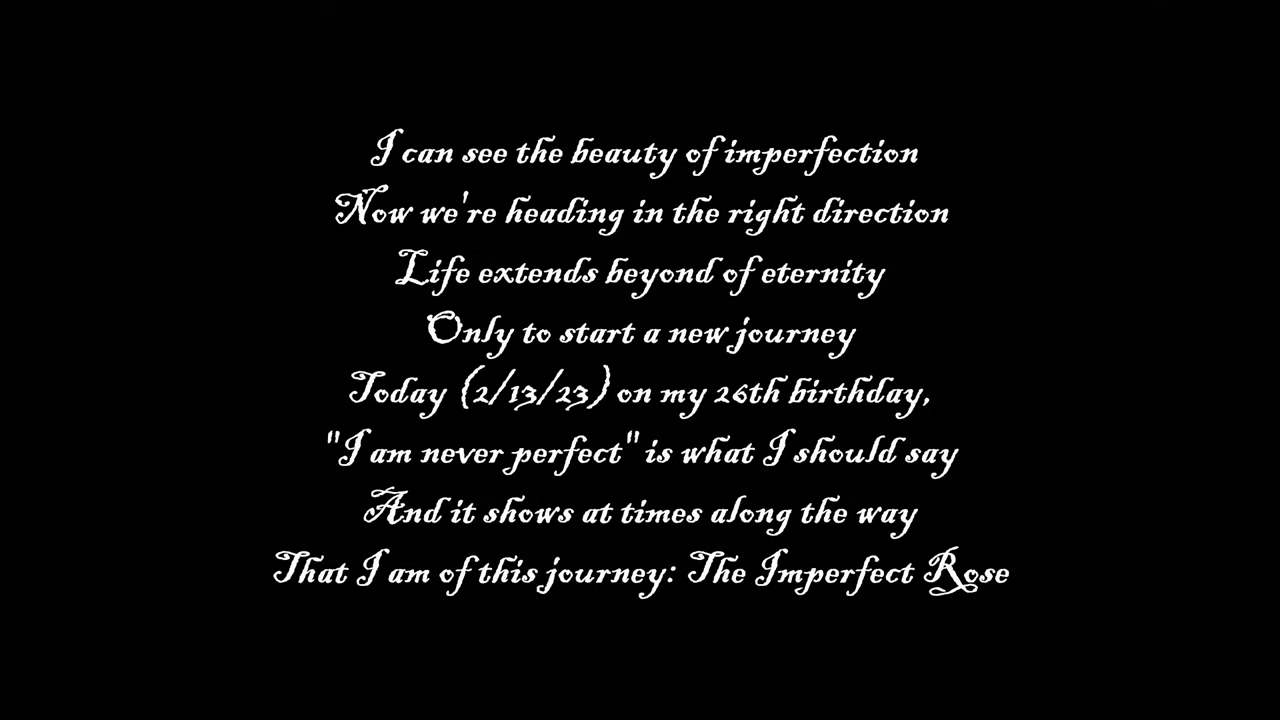 I can see the beauty of imperfection
Now we're heading in the right direction
Life extends beyond of eternity
Only to start a new journey
Today (2/13/23) on my 26th birthday,
"I am never perfect" is what I should say
And it shows at times along the way
That I am of this journey: The Imperfect Rose